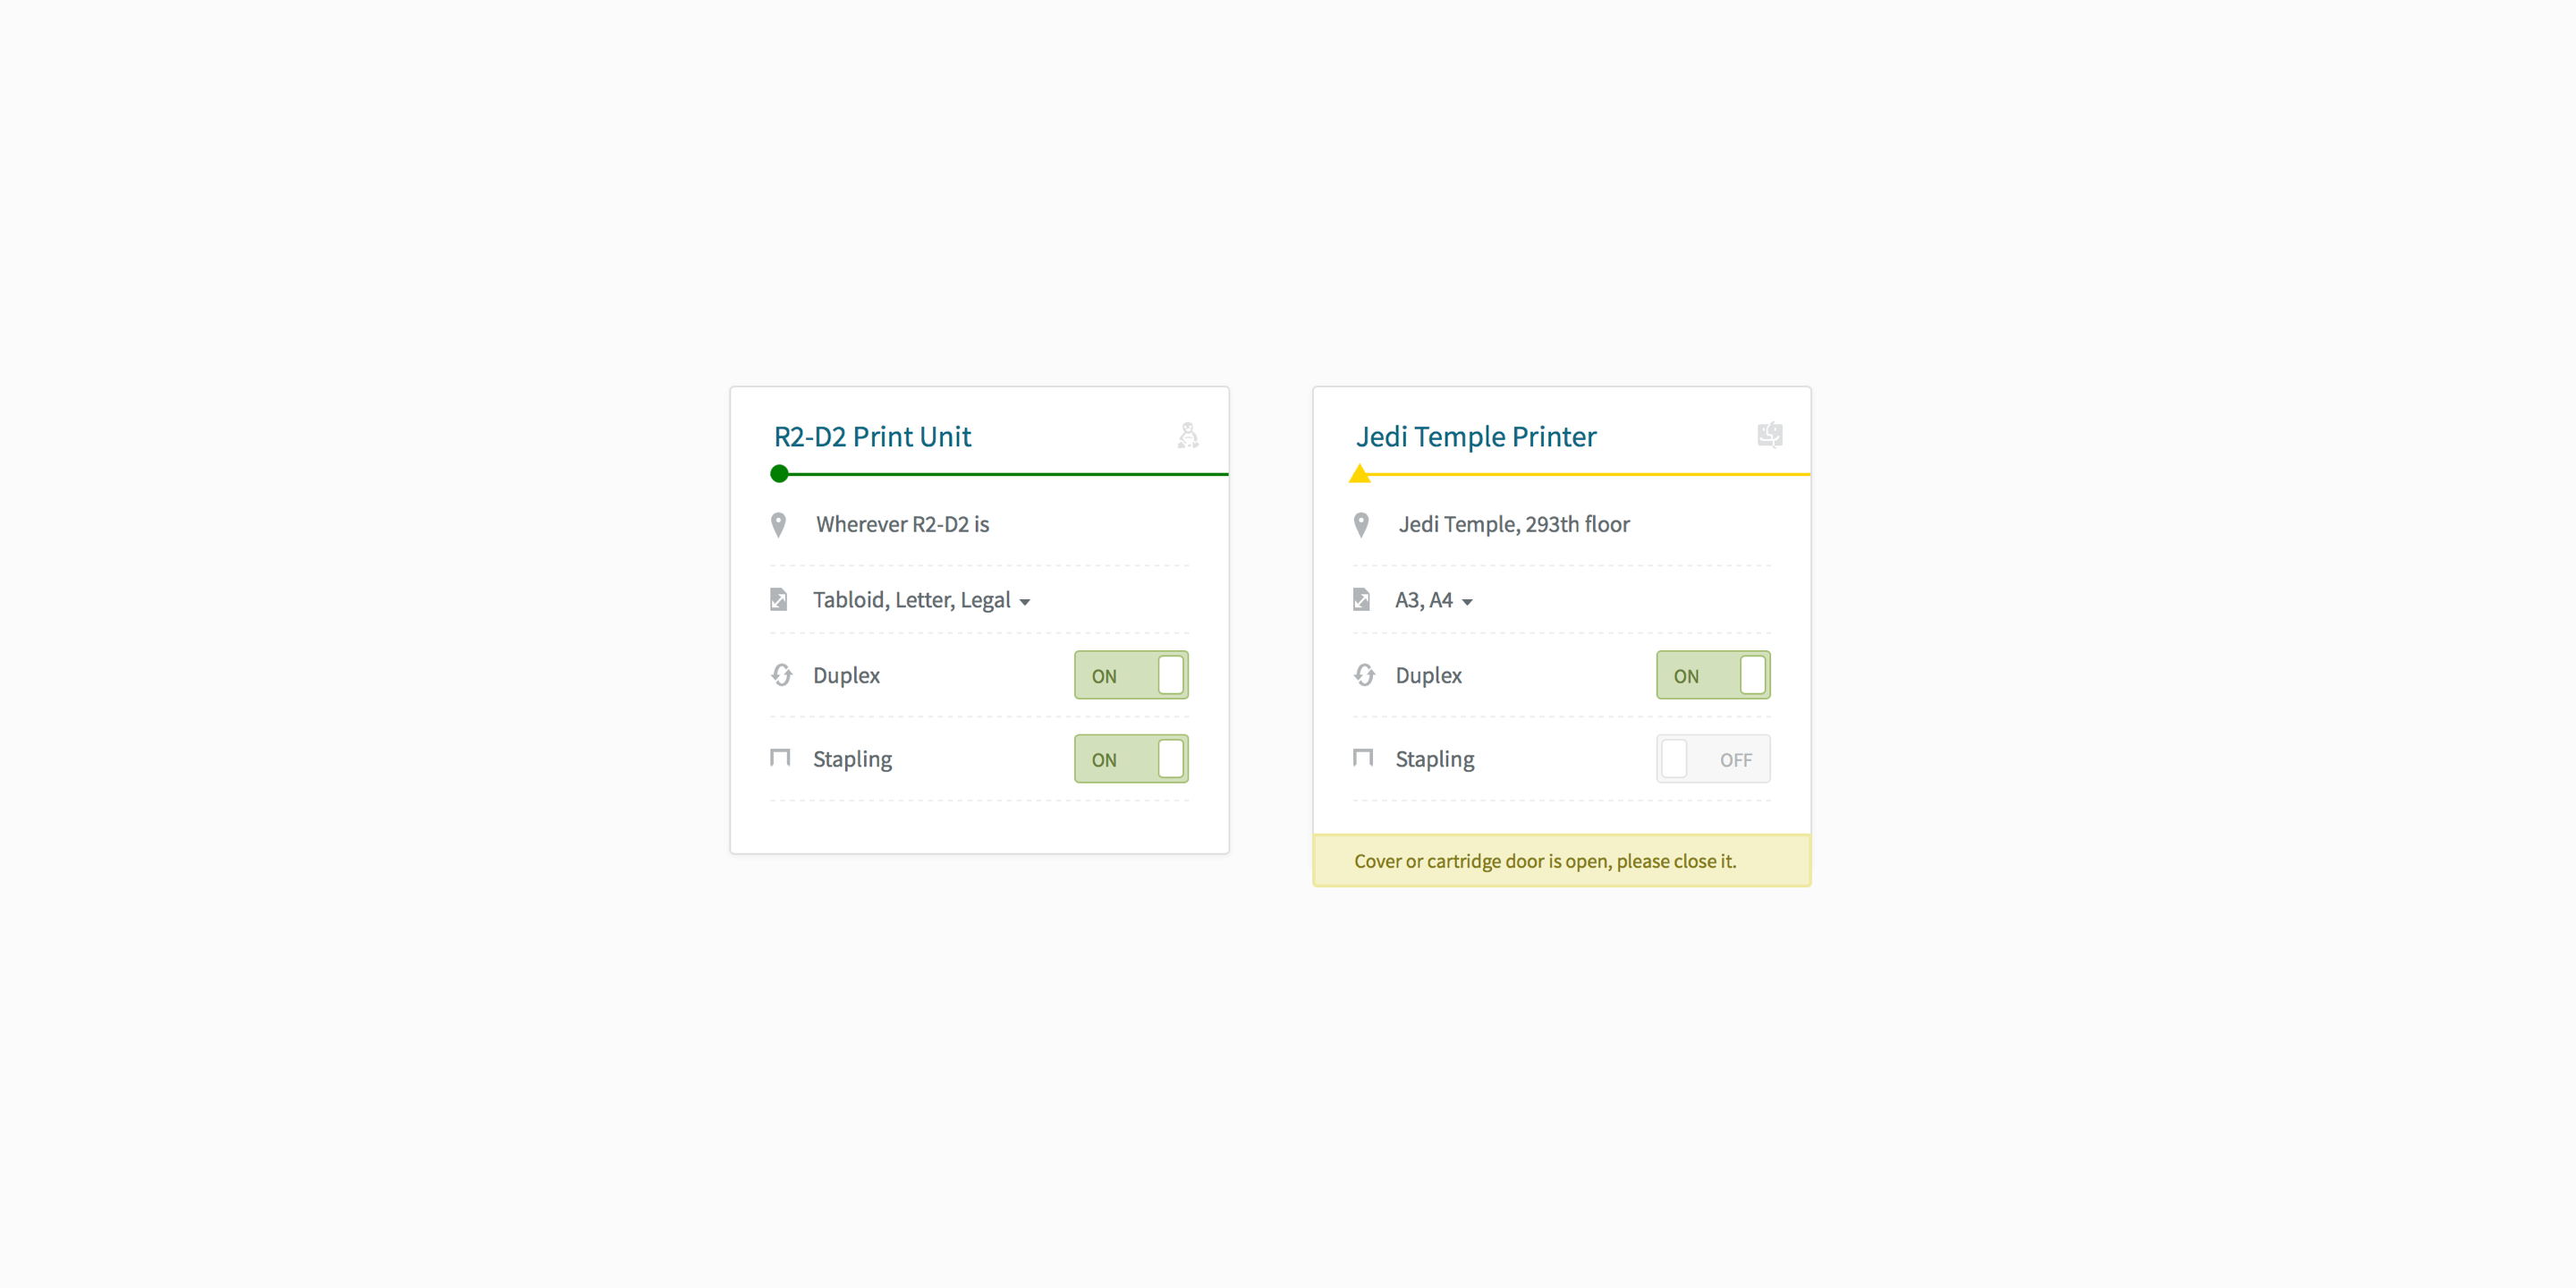 R2-D2 Print Unit
Wherever R2-D2 is
Tabloid, Letter, Legal
Duplex
ON
Stapling
ON
Jedi Temple Printer
Jedi Temple, 293th floor
A3, A4
Duplex
ON
Stapling
OFF
Cover or cartridge door is open, please close it.